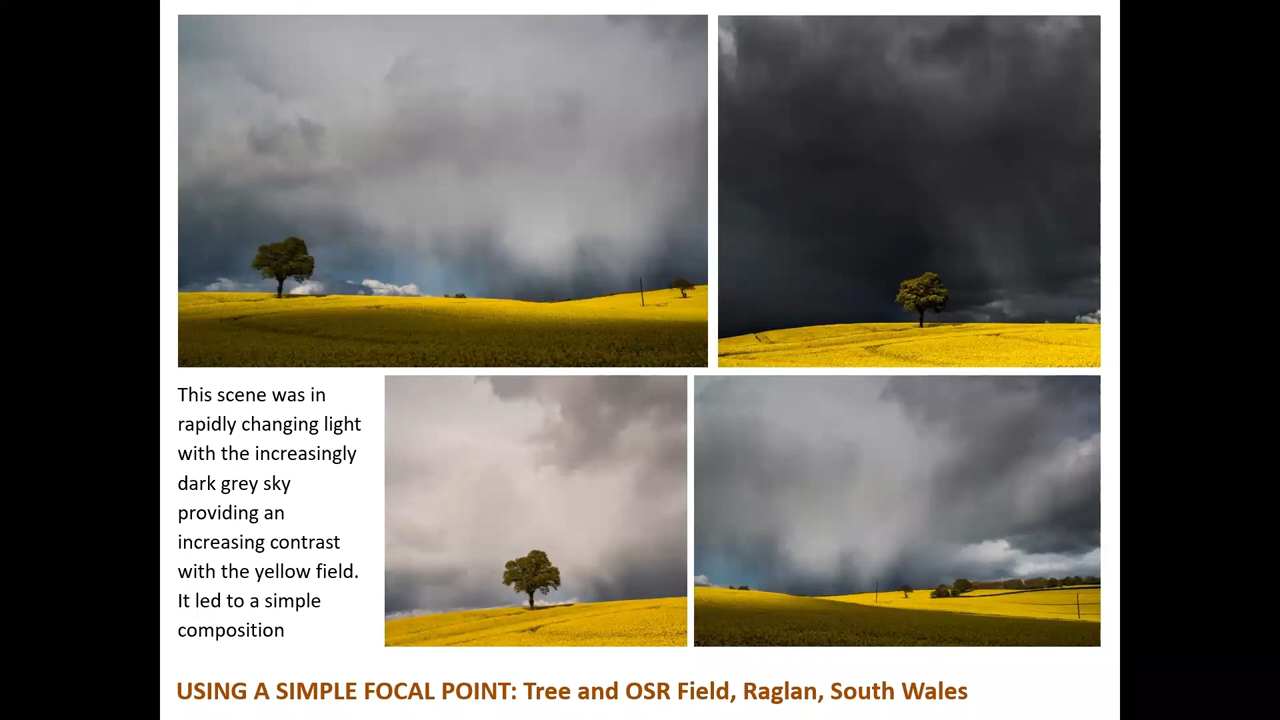 This scene was in
rapidly changing light
with the increasingly
dark grey sky
providing an
increasing contrast
with the yellow field.
It led to a simple
composition
USING A SIMPLE FOCAL POINT: Tree and OSR Field, Raglan, South Wales